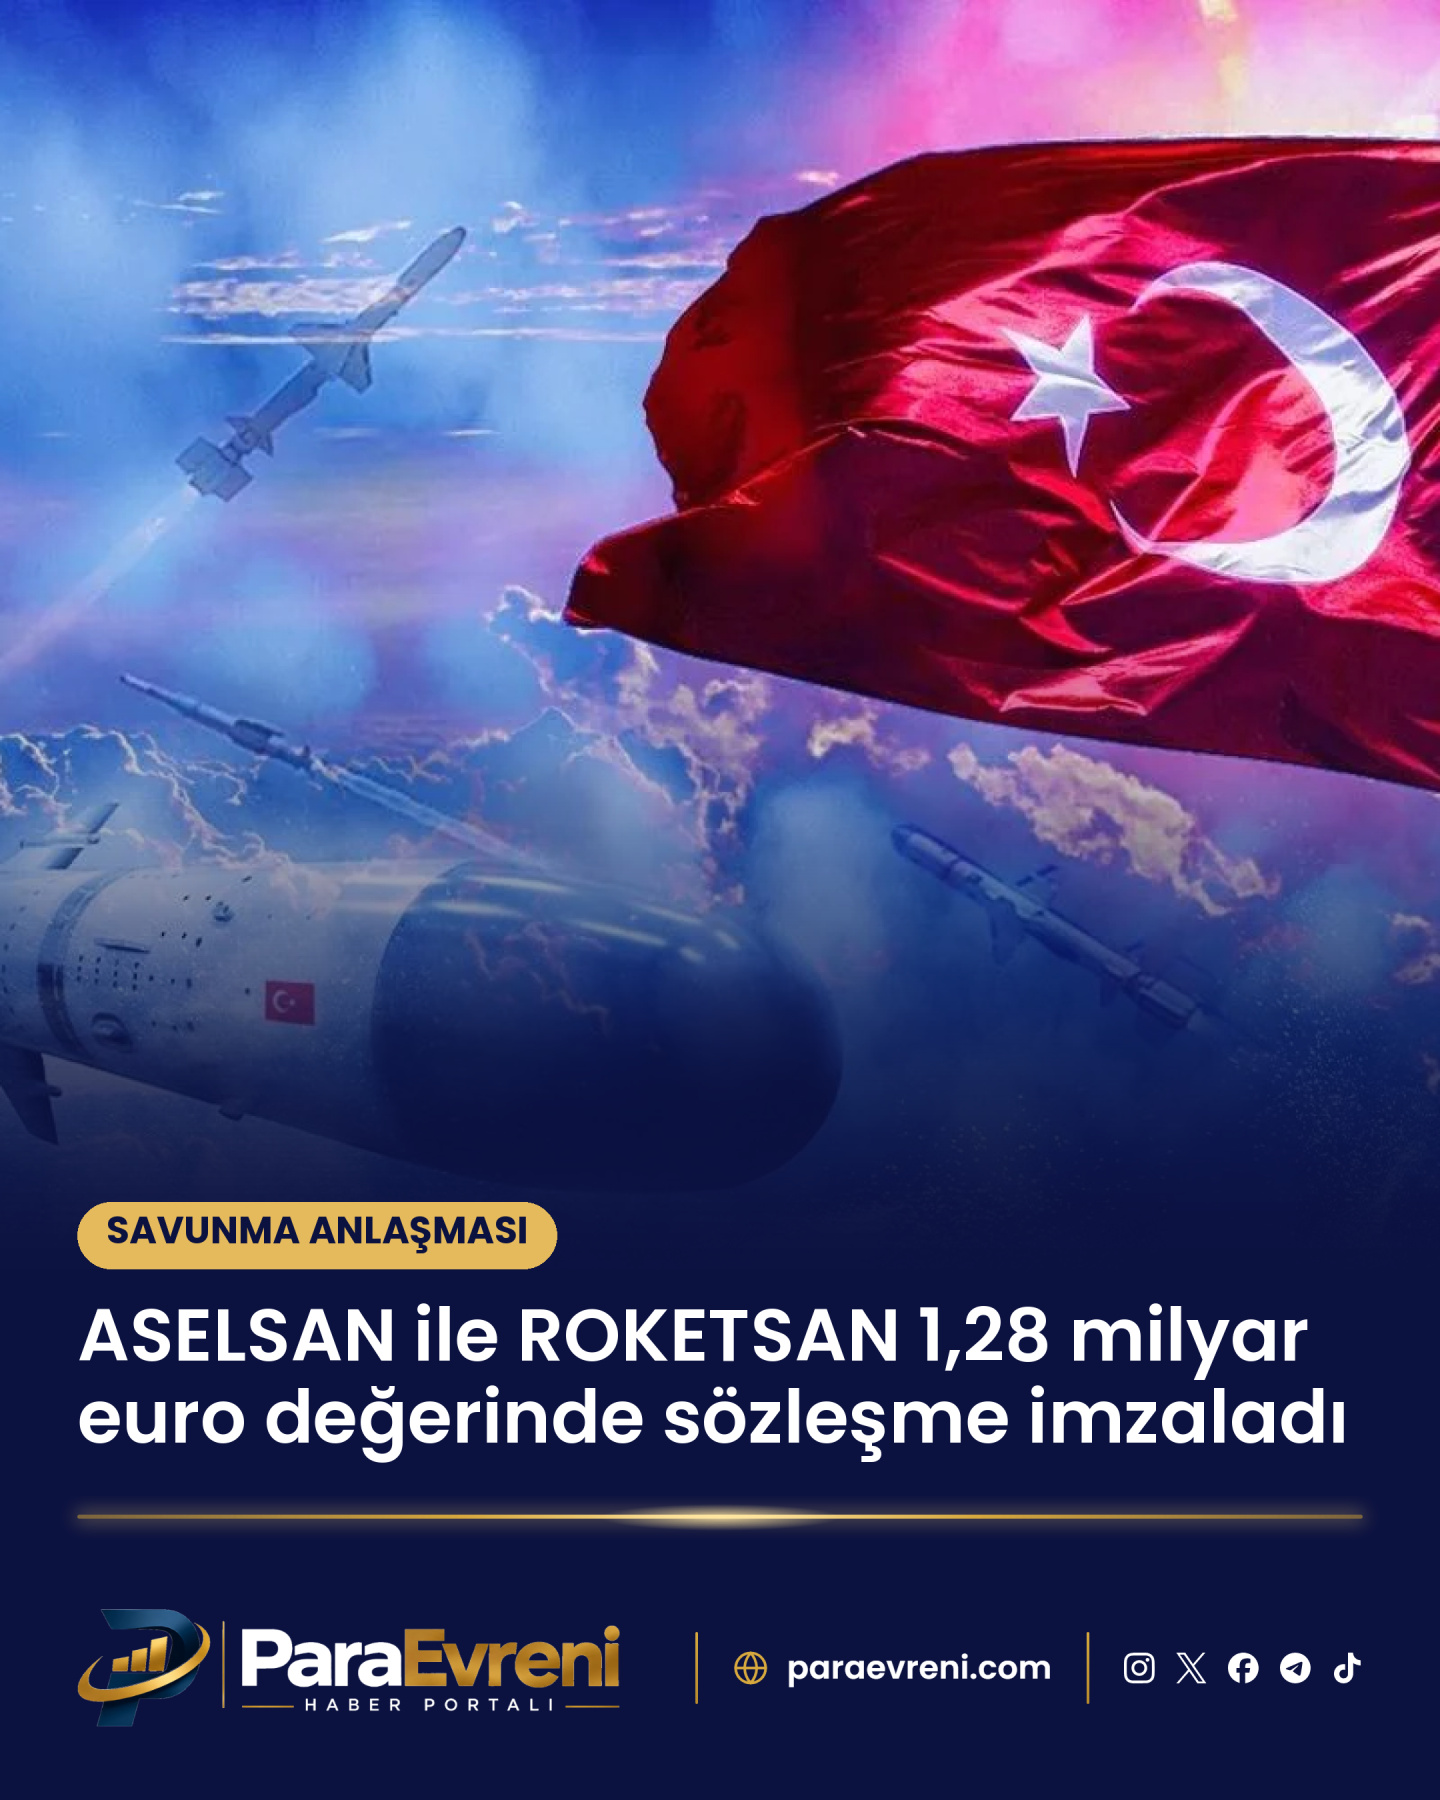 SAVUNMA ANLAŞMASI
ASELSAN ile ROKETSAN 1,28 milyar
euro değerinde sözleşme imzaladı
ParaEvreni
HABER PORTALI
paraevreni.com